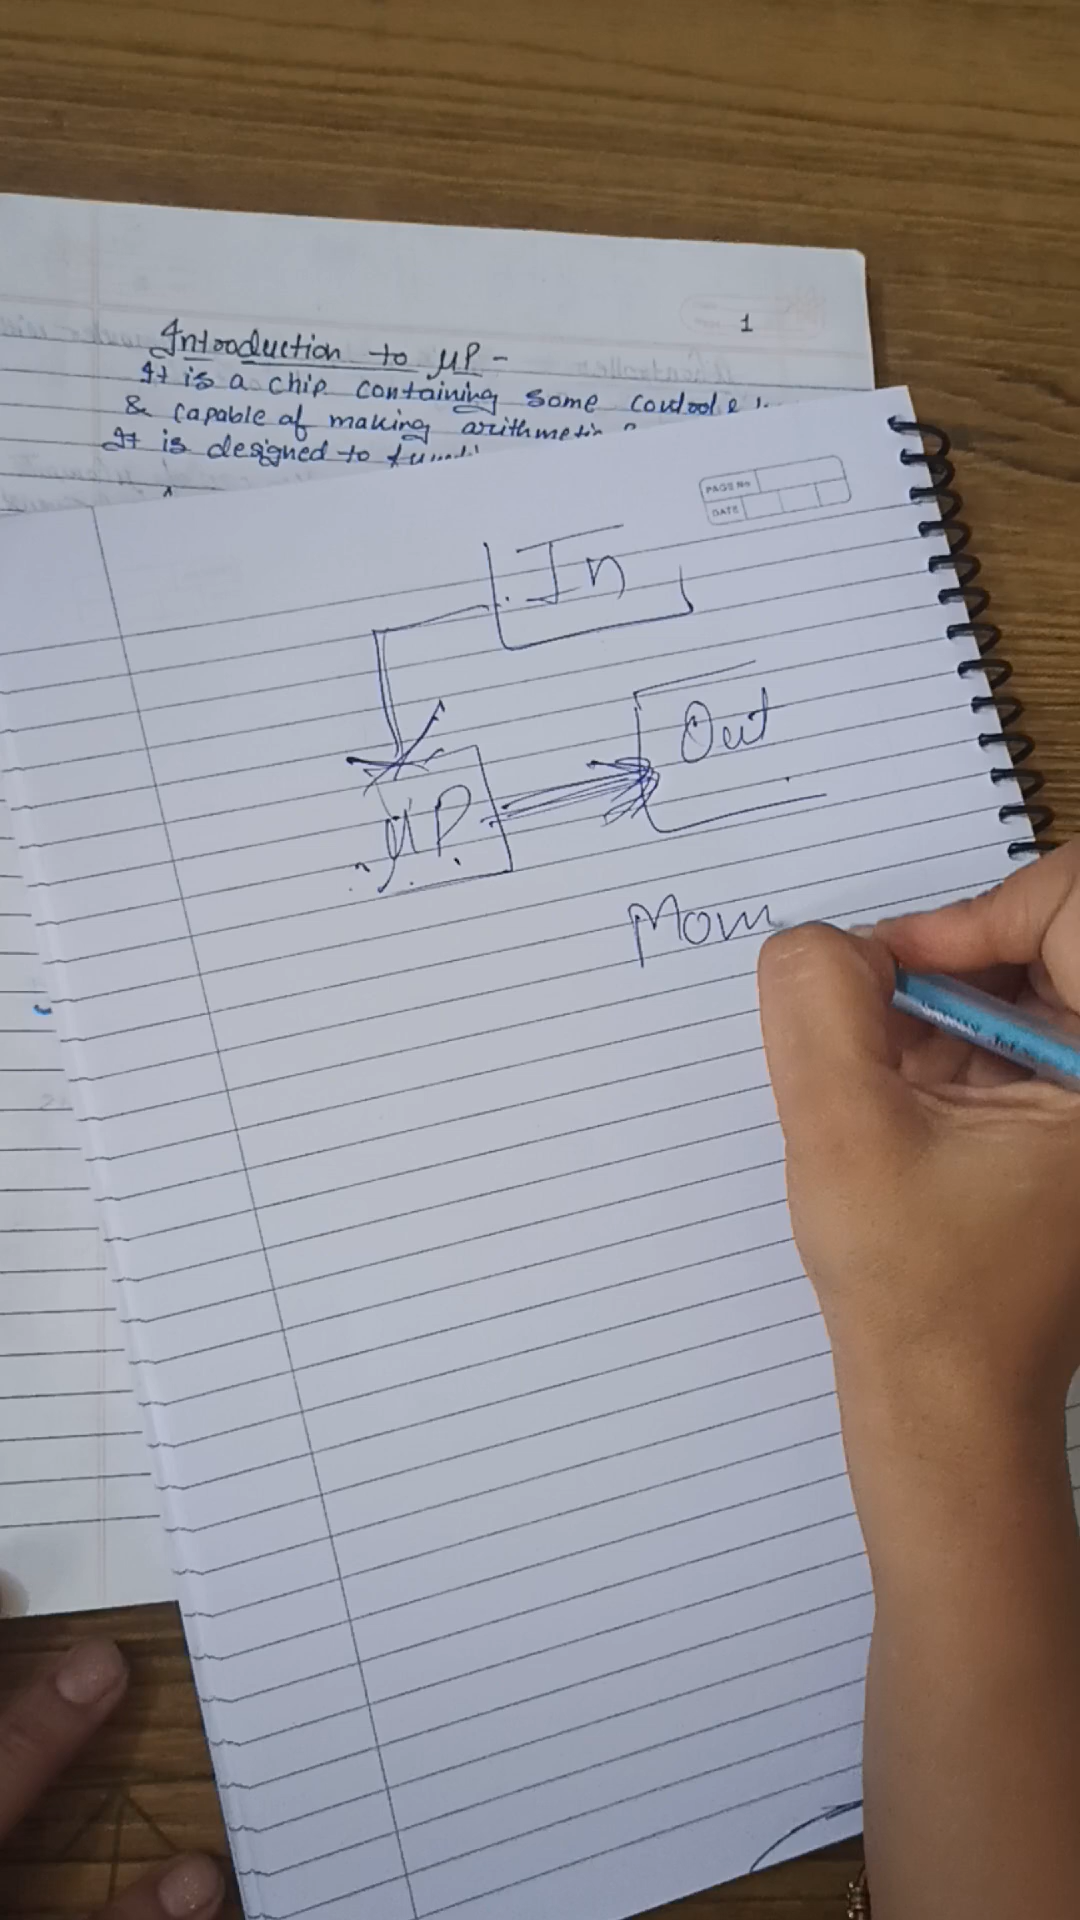 1
Introduction to μP -
It is a chip containing some control &
& capable of making arithmetic
It is designed to
PAGE No
DATE
In
Out
μP.
Mom